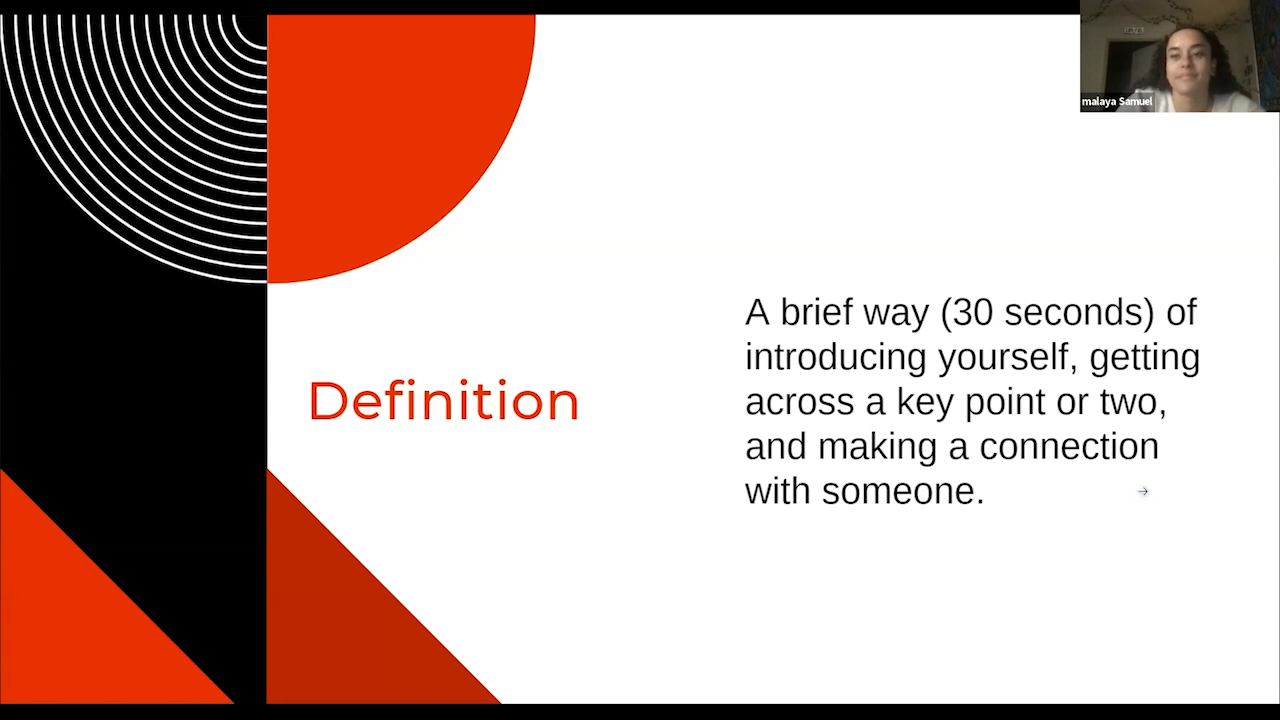 malaya Samuel
Definition
A brief way (30 seconds) of
introducing yourself, getting
across a key point or two,
and making a connection
with someone.